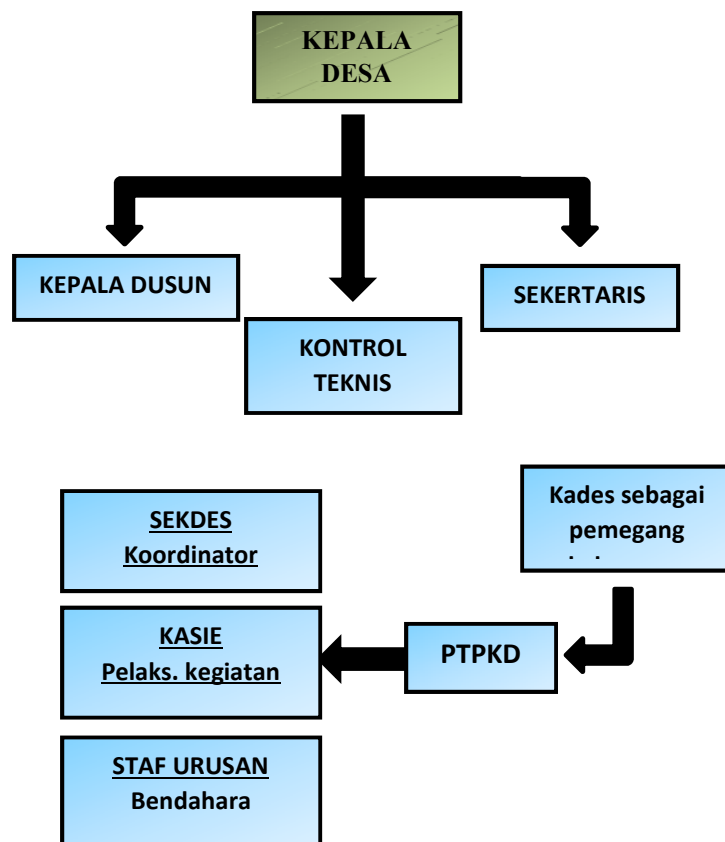 KEPALA
DESA
KEPALA DUSUN
SEKERTARIS
KONTROL
TEKNIS
Kades sebagai
pemegang
SEKDES
Koordinator
KASIE
Pelaks. kegiatan
PTPKD
STAF URUSAN
Bendahara